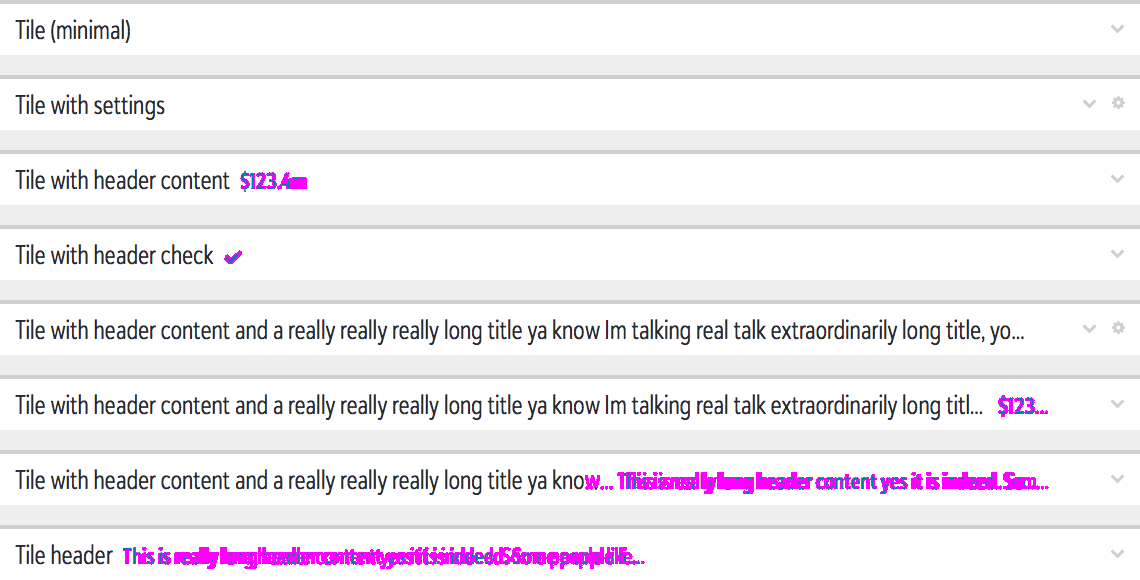 Tile (minimal)
Tile with settings
Tile with header content $123.4
Tile with header check
Tile with header content and a really really really long title ya know Im talking real talk extraordinarily long title, yo...
Tile with header content and a really really really long title ya know Im talking real talk extraordinarily long titl... $123...
Tile with header content and a really really really long title ya know... This is really long header content yes it is indeed. Som...
Tile header This is really long header content yes it is indeed. Some people like...